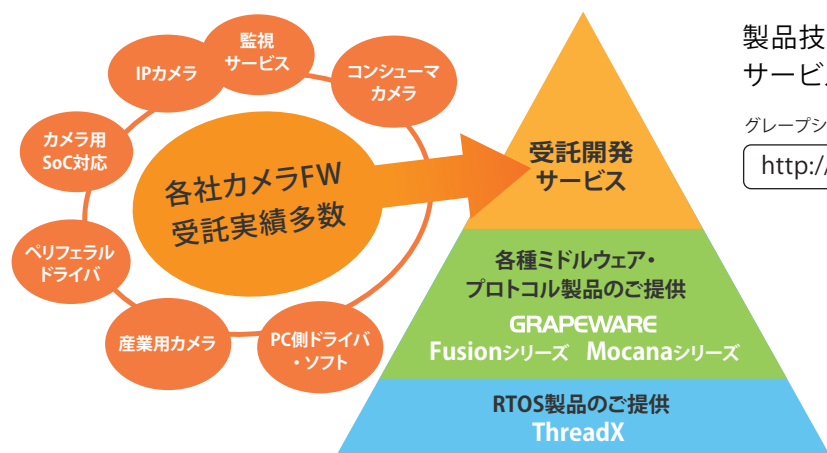 監視
サービス
IPカメラ
コンシューマ
カメラ
カメラ用
SoC対応
各社カメラFW
受託実績多数
ペリフェラル
ドライバ
産業用カメラ
PC側ドライバ
・ソフト
受託開発
サービス
各種ミドルウェア・
プロトコル製品のご提供
GRAPEWARE
Fusionシリーズ Mocanaシリーズ
RTOS製品のご提供
ThreadX
製品技
サービ
グレープシ
http://